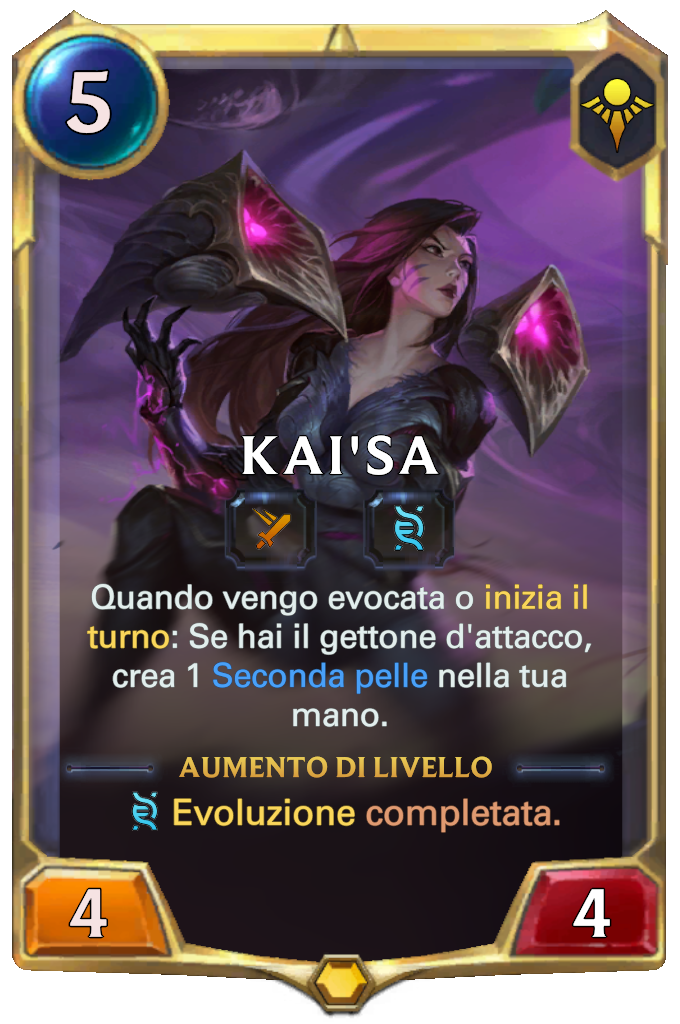 5
KAI'SA
Quando vengo evocata o inizia il
turno: Se hai il gettone d'attacco,
crea 1 Seconda pelle nella tua
mano.
AUMENTO DI LIVELLO
Evoluzione completata.
4
4